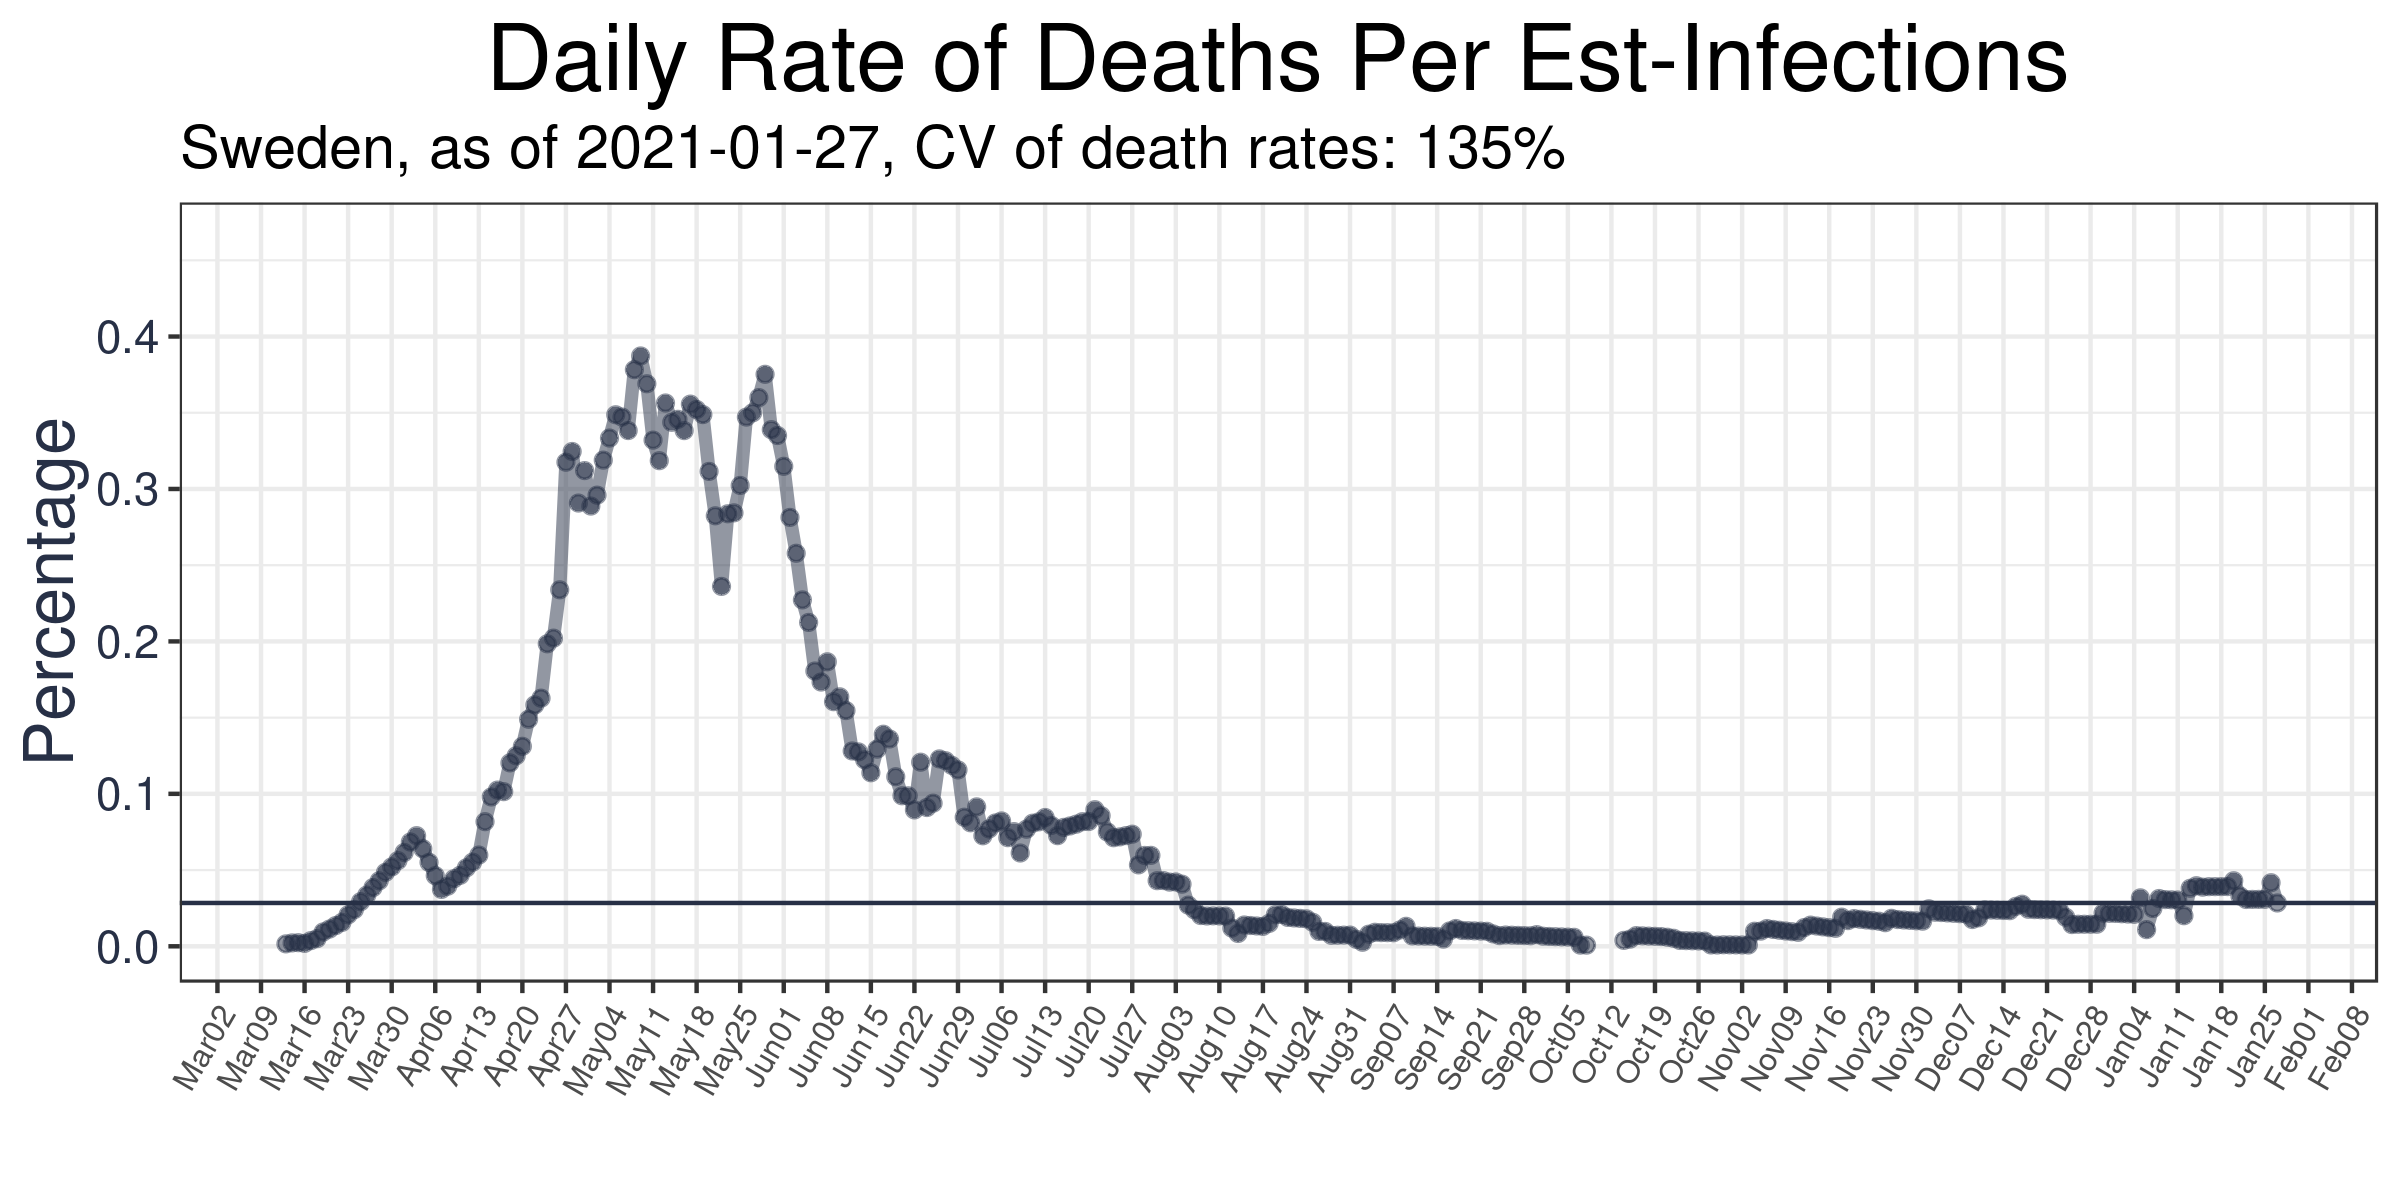 Daily Rate of Deaths Per Est-Infections
Sweden, as of 2021-01-27, CV of death rates: 135%
Percentage
0.4
0.3
0.2
0.1
0.0
Mar02 Mar09 Mar16 Mar23 Mar30 Apr06 Apr13 Apr20 Apr27 May04 May11 May18 May25 Jun01 Jun08 Jun15 Jun22 Jun29 Jul06 Jul13 Jul20 Jul27 Aug03 Aug10 Aug17 Aug24 Aug31 Sep07 Sep14 Sep21 Sep28 Oct05 Oct12 Oct19 Oct26 Nov02 Nov09 Nov16 Nov23 Nov30 Dec07 Dec14 Dec21 Dec28 Jan04 Jan11 Jan18 Jan25 Feb01 Feb08